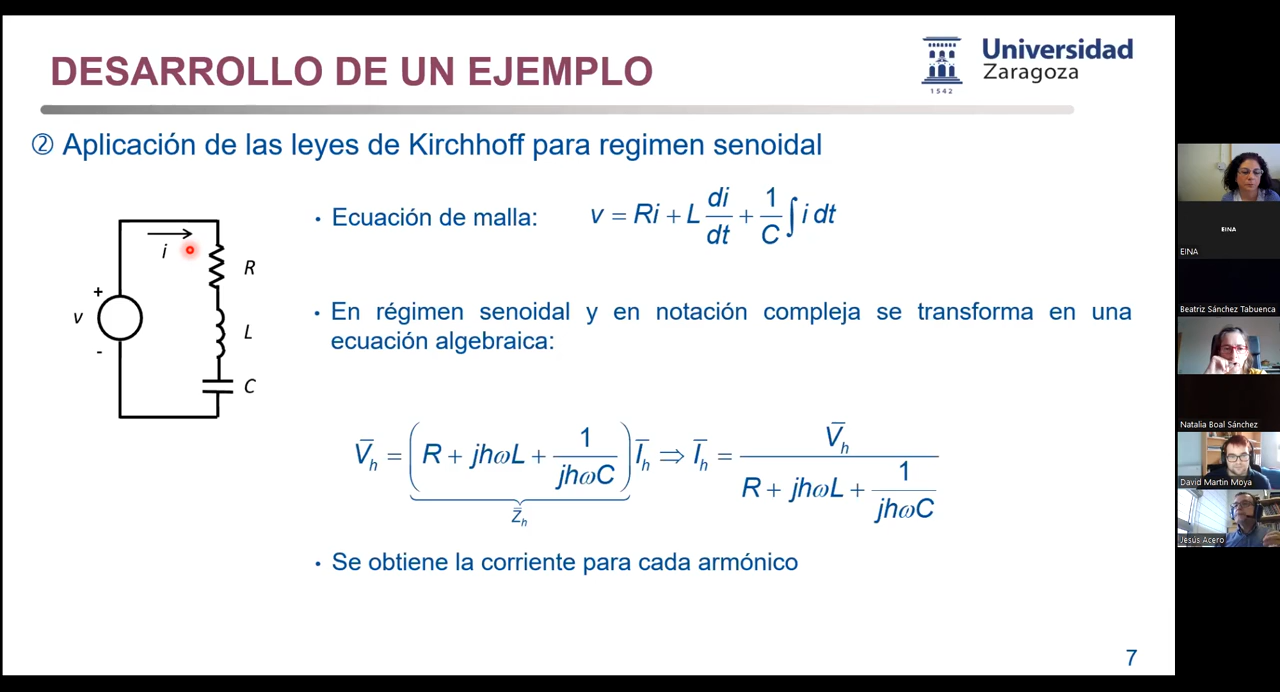 DESARROLLO DE UN EJEMPLO
Universidad
Zaragoza
1542
② Aplicación de las leyes de Kirchhoff para regimen senoidal
• Ecuación de malla: v = Ri + L di/dt + 1/C ∫ i dt
i
R
+
v
L
-
C
• En régimen senoidal y en notación compleja se transforma en una
ecuación algebraica:
V̅h = (R + jhωL + 1/jhωC) I̅h ⇒ I̅h = V̅h / (R + jhωL + 1/jhωC)
Z̅h
• Se obtiene la corriente para cada armónico
7
EINA
EINA
Beatriz Sánchez Tabuenca
Natalia Boal Sánchez
David Martin Moya
Jesús Acero